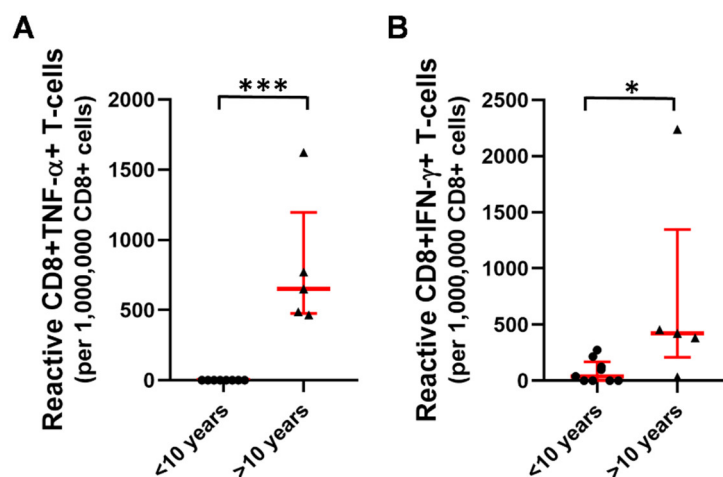 A
Reactive CD8+TNF-α+ T-cells
(per 1,000,000 CD8+ cells)
***
2000
1500
1000
500
0
<10 years
>10 years
B
Reactive CD8+IFN-γ+ T-cells
(per 1,000,000 CD8+ cells)
*
2500
2000
1500
1000
500
0
<10 years
>10 years